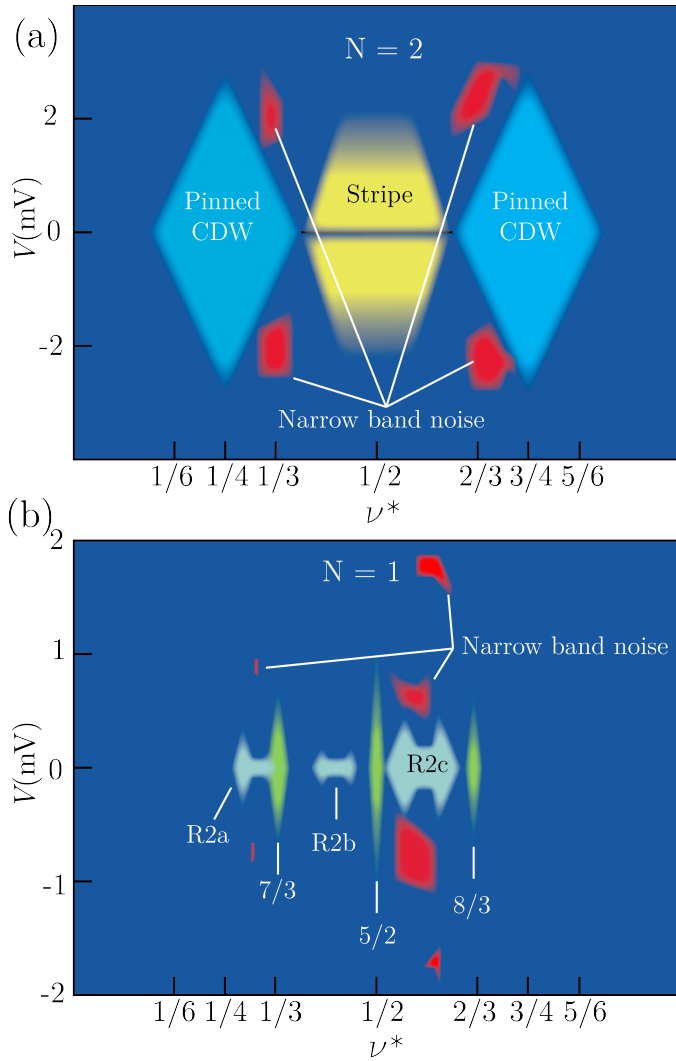 (a)
N = 2
2
Pinned CDW
Stripe
Pinned CDW
V(mV)
0
-2
Narrow band noise
1/6 1/4 1/3 1/2 2/3 3/4 5/6
ν*
(b)
2
N = 1
1
Narrow band noise
V(mV)
0
R2c
R2a
R2b
7/3
8/3
-1
5/2
-2
1/6 1/4 1/3 1/2 2/3 3/4 5/6
ν*